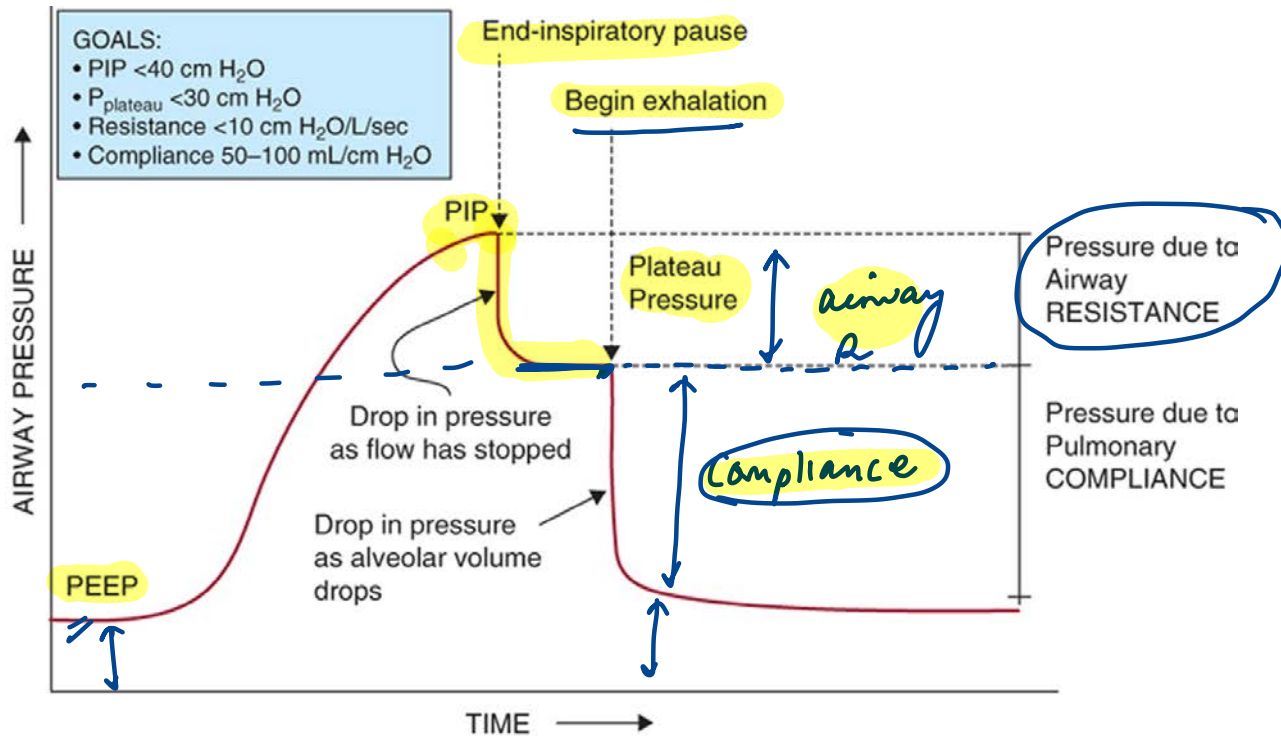 GOALS:
• PIP <40 cm H₂O
• Pplateau <30 cm H₂O
• Resistance <10 cm H₂O/L/sec
• Compliance 50–100 mL/cm H₂O
End-inspiratory pause
Begin exhalation
PIP
Plateau
Pressure
airway
R
Pressure due to
Airway
RESISTANCE
Drop in pressure
as flow has stopped
Compliance
Pressure due to
Pulmonary
COMPLIANCE
Drop in pressure
as alveolar volume
drops
PEEP
AIRWAY PRESSURE
TIME